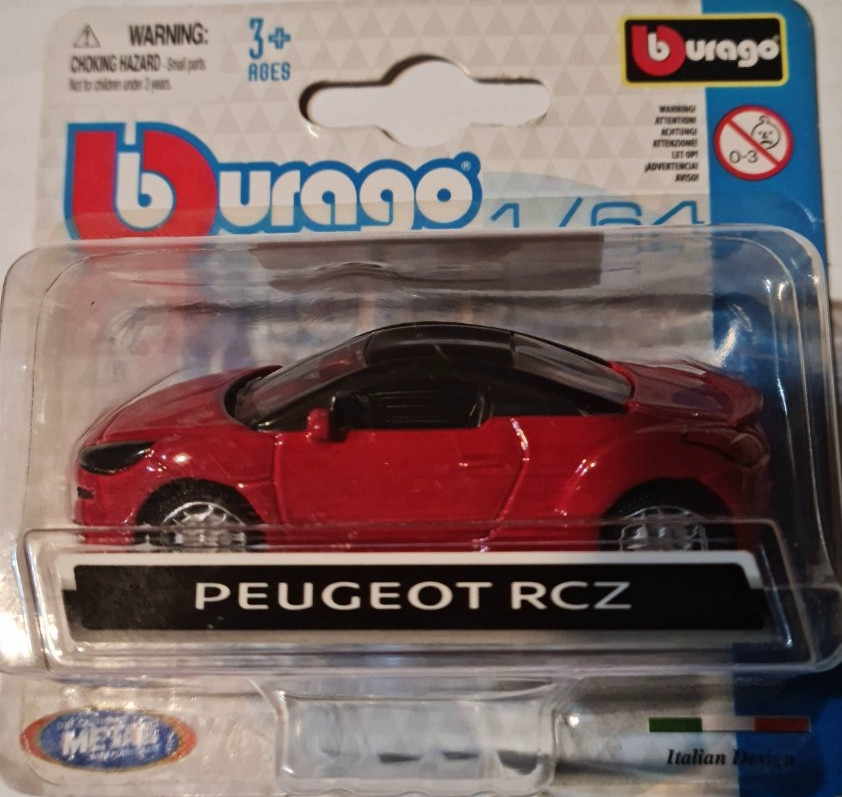 WARNING:
CHOKING HAZARD - Small parts.
Not for children under 3 years.
3+
AGES
burago
WARNING!
ATTENTION!
ACHTUNG!
ATTENZIONE!
LET OP!
¡ADVERTENCIA!
AVISO!
0-3
burago®
1/64
PEUGEOT RCZ
METAL
Italian Design